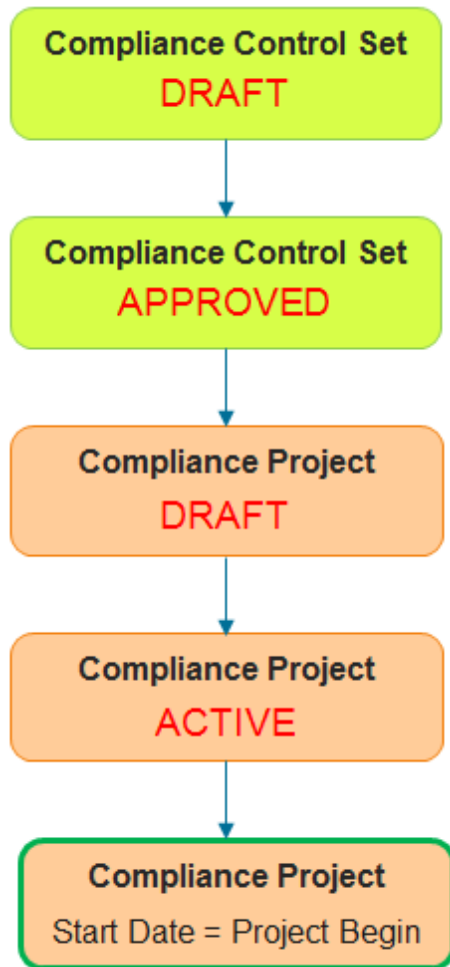 Compliance Control Set
DRAFT
Compliance Control Set
APPROVED
Compliance Project
DRAFT
Compliance Project
ACTIVE
Compliance Project
Start Date = Project Begin